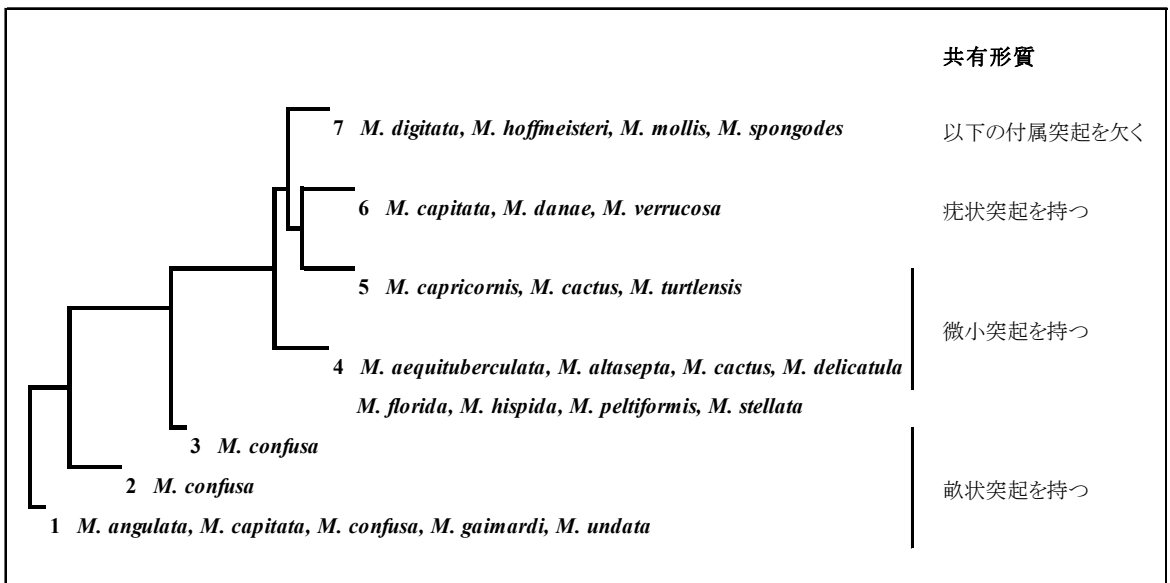 共有形質
7 M. digitata, M. hoffmeisteri, M. mollis, M. spongodes
以下の付属突起を欠く
6 M. capitata, M. danae, M. verrucosa
疣状突起を持つ
5 M. capricornis, M. cactus, M. turtlensis
微小突起を持つ
4 M. aequituberculata, M. altasepta, M. cactus, M. delicatula
M. florida, M. hispida, M. peltiformis, M. stellata
3 M. confusa
2 M. confusa
畝状突起を持つ
1 M. angulata, M. capitata, M. confusa, M. gaimardi, M. undata